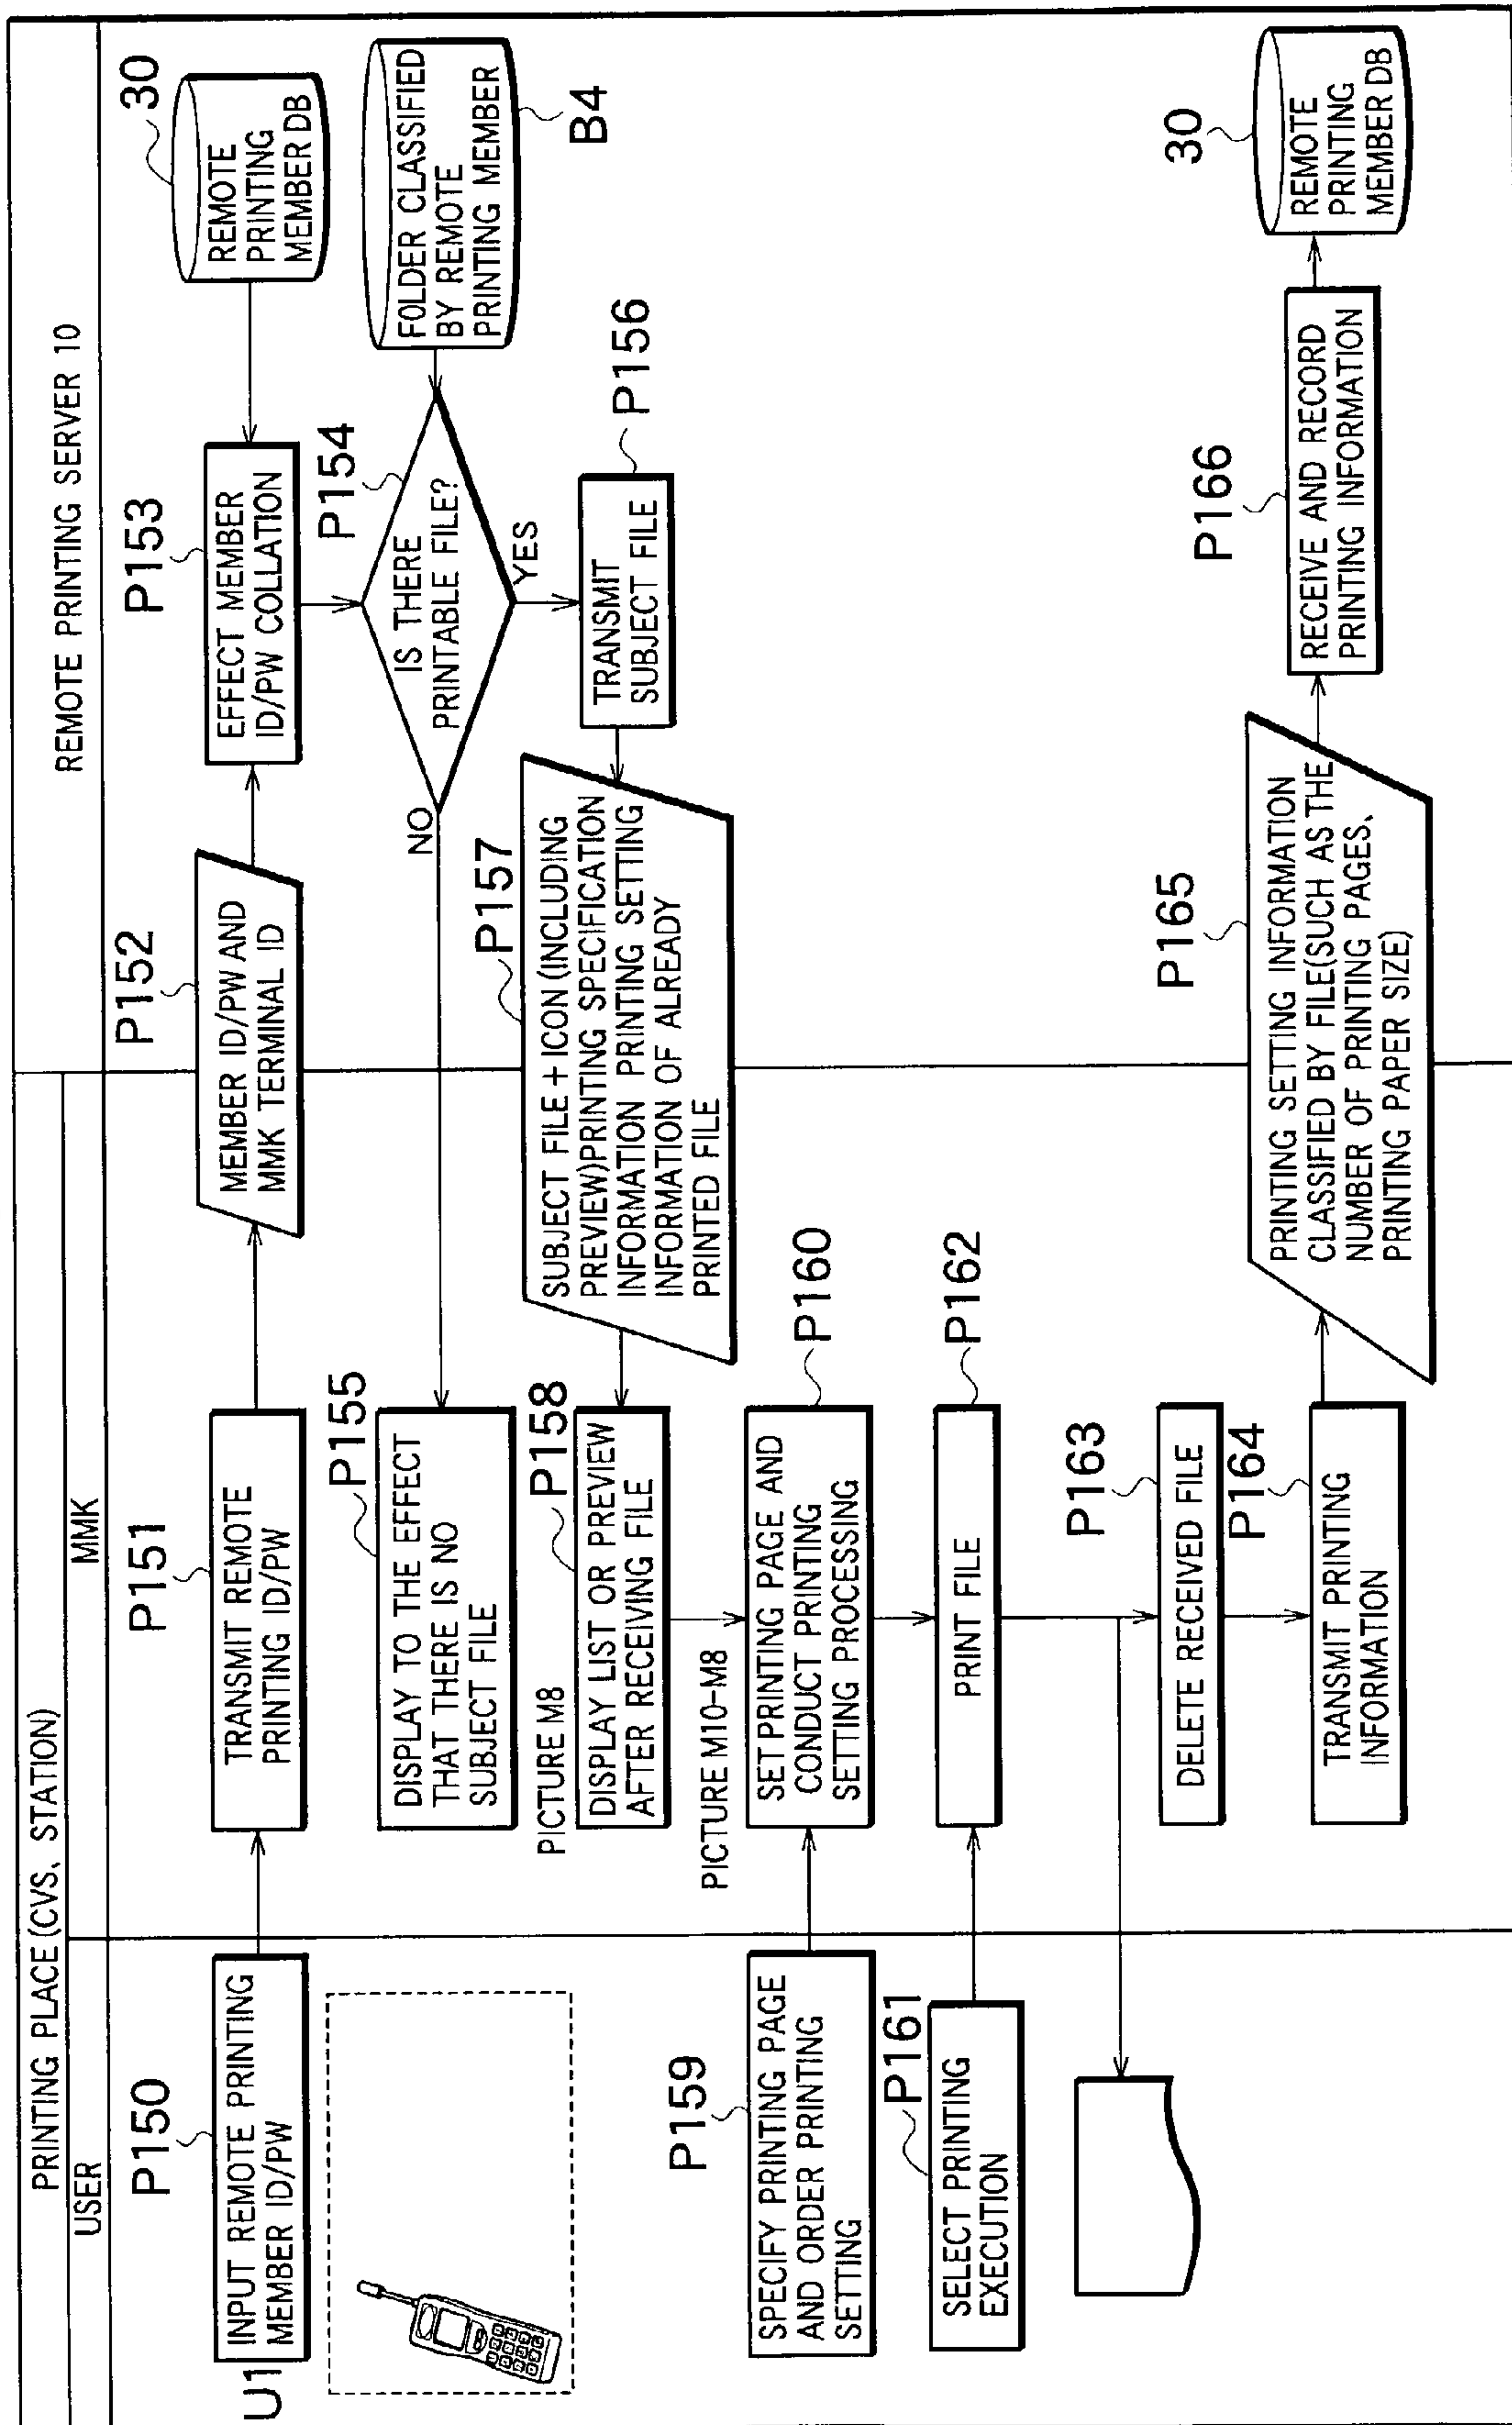 PRINTING PLACE (CVS, STATION)
REMOTE PRINTING SERVER 10
USER
MMK
P150
INPUT REMOTE PRINTING
MEMBER ID/PW
U1
P151
TRANSMIT REMOTE
PRINTING ID/PW
P152
MEMBER ID/PW AND
MMK TERMINAL ID
P153
EFFECT MEMBER
ID/PW COLLATION
30
REMOTE
PRINTING
MEMBER DB
P154
IS THERE
PRINTABLE FILE?
NO
YES
FOLDER CLASSIFIED
BY REMOTE
PRINTING MEMBER
B4
P155
DISPLAY TO THE EFFECT
THAT THERE IS NO
SUBJECT FILE
P156
TRANSMIT
SUBJECT FILE
P157
SUBJECT FILE + ICON (INCLUDING
PREVIEW)PRINTING SPECIFICATION
INFORMATION PRINTING SETTING
INFORMATION OF ALREADY
PRINTED FILE
PICTURE M8
P158
DISPLAY LIST OR PREVIEW
AFTER RECEIVING FILE
P159
SPECIFY PRINTING PAGE
AND ORDER PRINTING
SETTING
PICTURE M10-M8
P160
SET PRINTING PAGE AND
CONDUCT PRINTING
SETTING PROCESSING
P161
SELECT PRINTING
EXECUTION
P162
PRINT FILE
P163
DELETE RECEIVED FILE
P164
TRANSMIT PRINTING
INFORMATION
P165
PRINTING SETTING INFORMATION
CLASSIFIED BY FILE(SUCH AS THE
NUMBER OF PRINTING PAGES,
PRINTING PAPER SIZE)
P166
RECEIVE AND RECORD
PRINTING INFORMATION
30
REMOTE
PRINTING
MEMBER DB